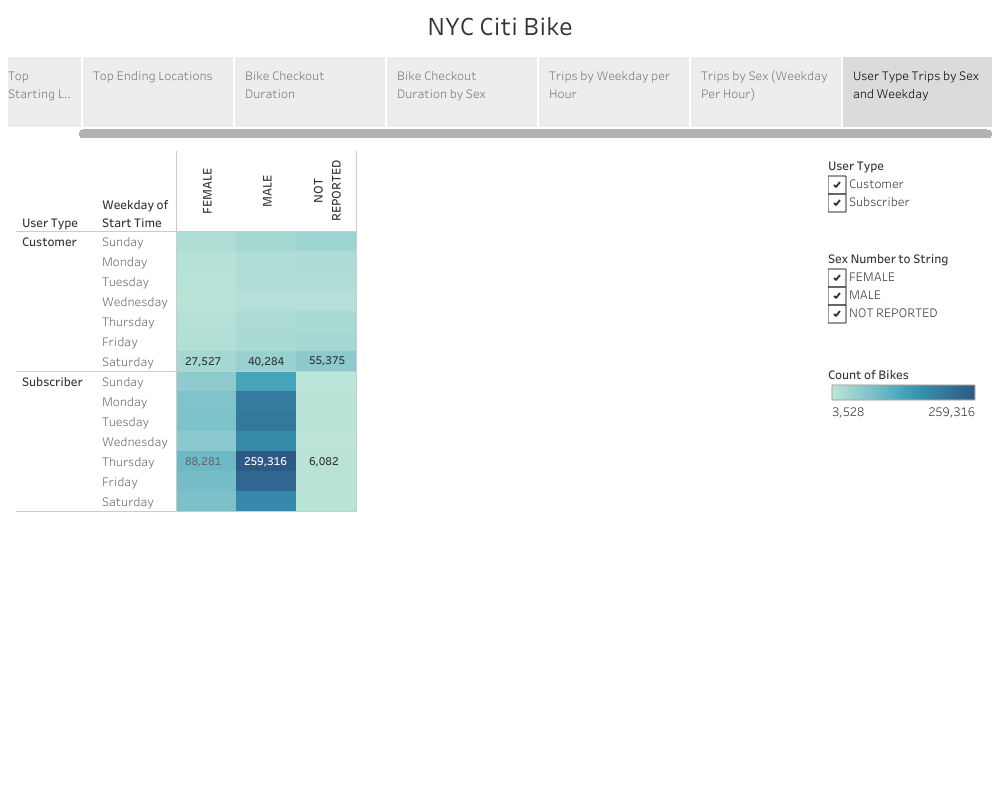 NYC Citi Bike
Top
Starting L..
Top Ending Locations
Bike Checkout
Duration
Bike Checkout
Duration by Sex
Trips by Weekday per
Hour
Trips by Sex (Weekday
Per Hour)
User Type Trips by Sex
and Weekday
User Type
Weekday of
Start Time
FEMALE
MALE
NOT
REPORTED
Customer
Sunday
Monday
Tuesday
Wednesday
Thursday
Friday
Saturday 27,527 40,284 55,375
Subscriber
Sunday
Monday
Tuesday
Wednesday
Thursday 88,281 259,316 6,082
Friday
Saturday
User Type
Customer
Subscriber
Sex Number to String
FEMALE
MALE
NOT REPORTED
Count of Bikes
3,528 259,316